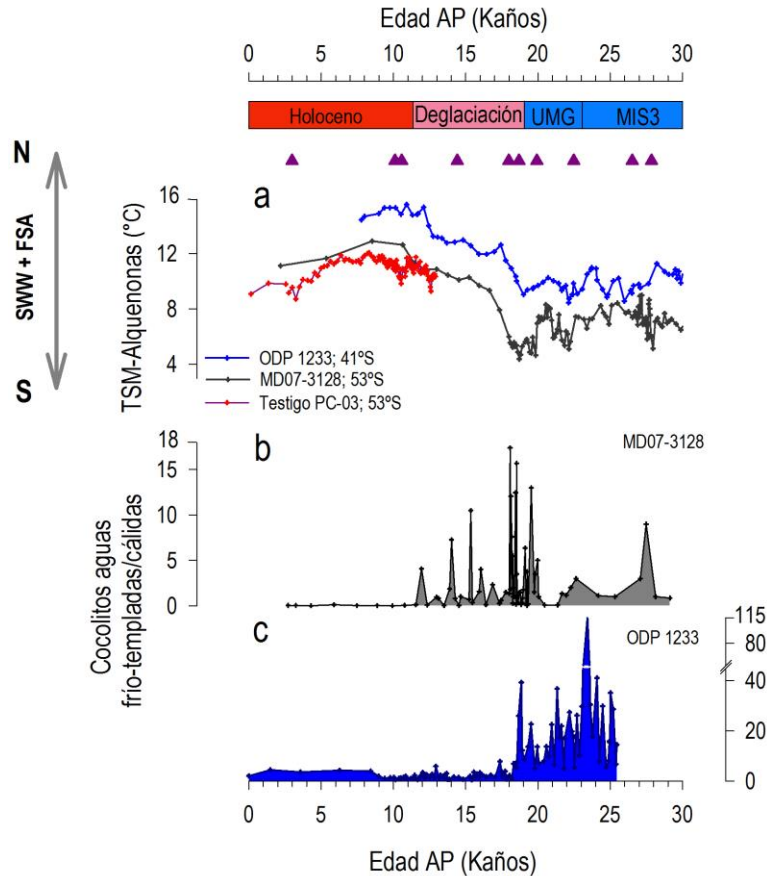 Edad AP (Kaños)
0 5 10 15 20 25 30
Holoceno Deglaciación UMG MIS3
N
SWW + FSA
S
a
TSM-Alquenonas (°C)
16
12
8
4
ODP 1233; 41ºS
MD07-3128; 53ºS
Testigo PC-03; 53ºS
b
MD07-3128
18
15
10
5
0
Cocolitos aguas
frío-templadas/cálidas
c
ODP 1233
115
80
40
20
0
0 5 10 15 20 25 30
Edad AP (Kaños)